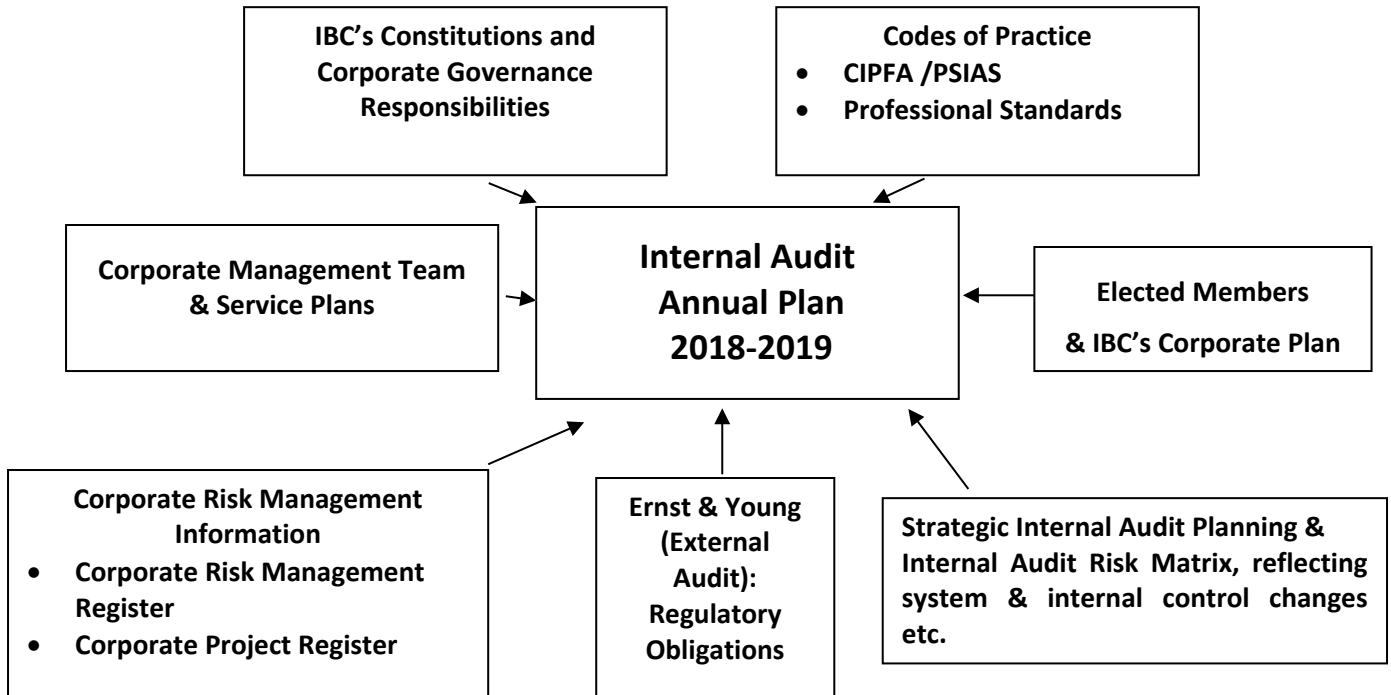 IBC's Constitutions and
Corporate Governance
Responsibilities
Codes of Practice
• CIPFA /PSIAS
• Professional Standards
Corporate Management Team
& Service Plans
Internal Audit
Annual Plan
2018-2019
Elected Members
& IBC's Corporate Plan
Corporate Risk Management
Information
• Corporate Risk Management
Register
• Corporate Project Register
Ernst & Young
(External
Audit):
Regulatory
Obligations
Strategic Internal Audit Planning &
Internal Audit Risk Matrix, reflecting
system & internal control changes
etc.